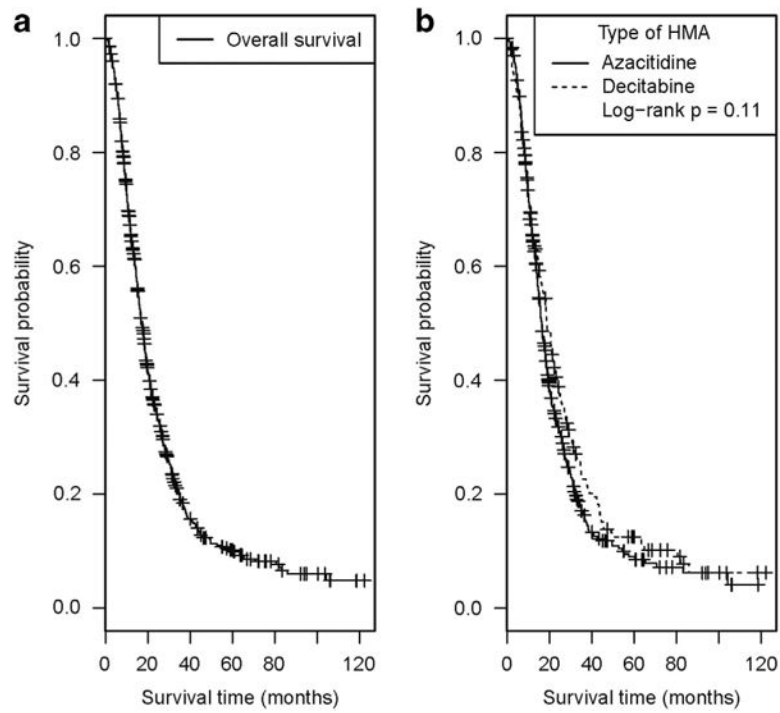 a
Overall survival
1.0
0.8
0.6
0.4
0.2
0.0
Survival probability
0 20 40 60 80 120
Survival time (months)
b
Type of HMA
Azacitidine
Decitabine
Log-rank p = 0.11
1.0
0.8
0.6
0.4
0.2
0.0
Survival probability
0 20 40 60 80 120
Survival time (months)